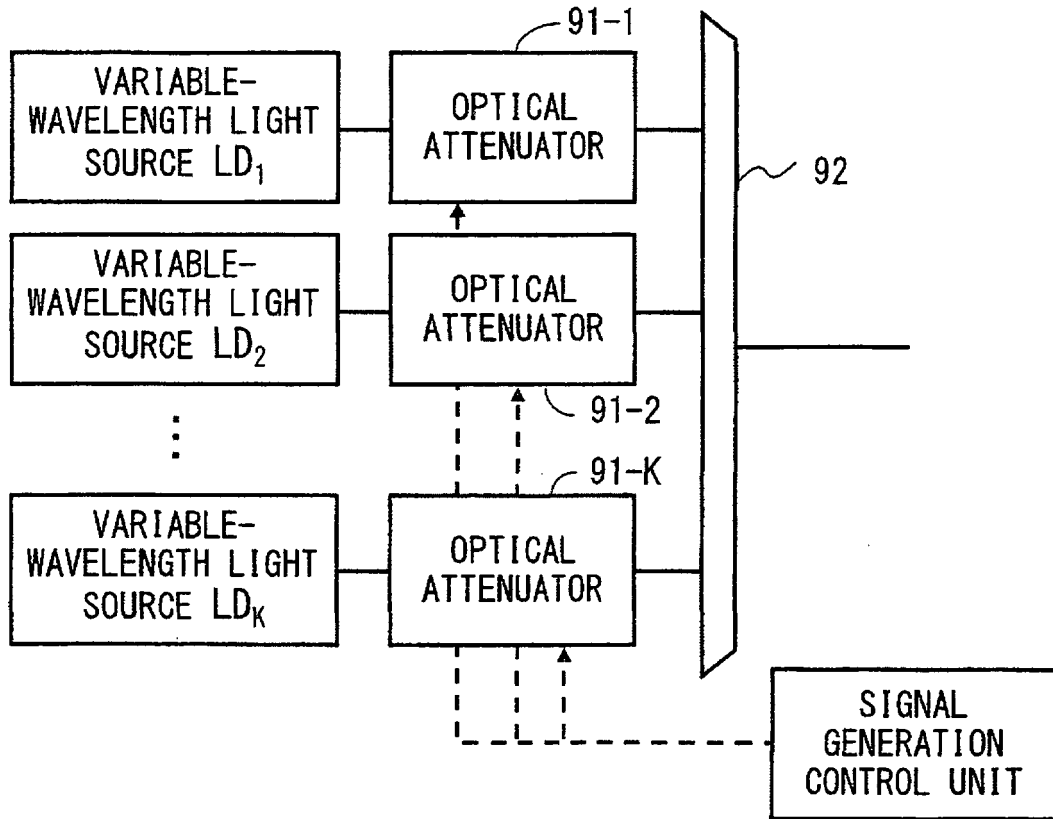 91-1
VARIABLE-
WAVELENGTH LIGHT
SOURCE LD₁
OPTICAL
ATTENUATOR
92
VARIABLE-
WAVELENGTH LIGHT
SOURCE LD₂
OPTICAL
ATTENUATOR
91-2
91-K
VARIABLE-
WAVELENGTH LIGHT
SOURCE LDK
OPTICAL
ATTENUATOR
SIGNAL
GENERATION
CONTROL UNIT